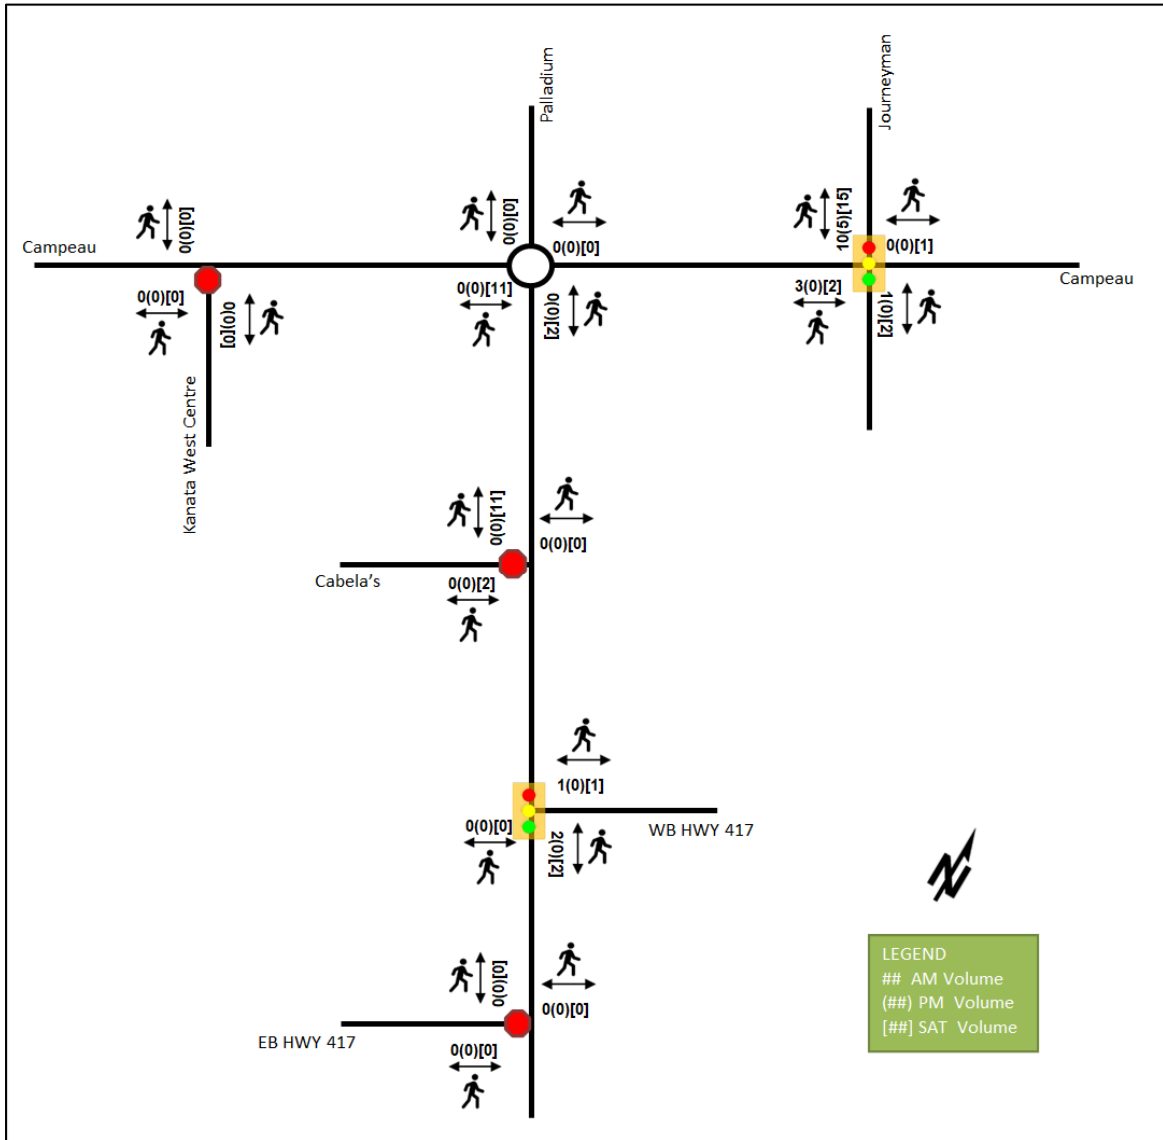 Palladium
Journeyman
0(0)[0]
0(0)[0]
10(5)[15]
Campeau
0(0)[0]
0(0)[1]
Campeau
0(0)[0]
0(0)[0]
0(0)[11]
0(0)[2]
3(0)[2]
1(0)[2]
Kanata West Centre
0(0)[11]
0(0)[0]
Cabela's
0(0)[2]
1(0)[1]
0(0)[0]
2(0)[2]
WB HWY 417
0(0)[0]
0(0)[0]
EB HWY 417
0(0)[0]
N
LEGEND
## AM Volume
(##) PM Volume
[##] SAT Volume